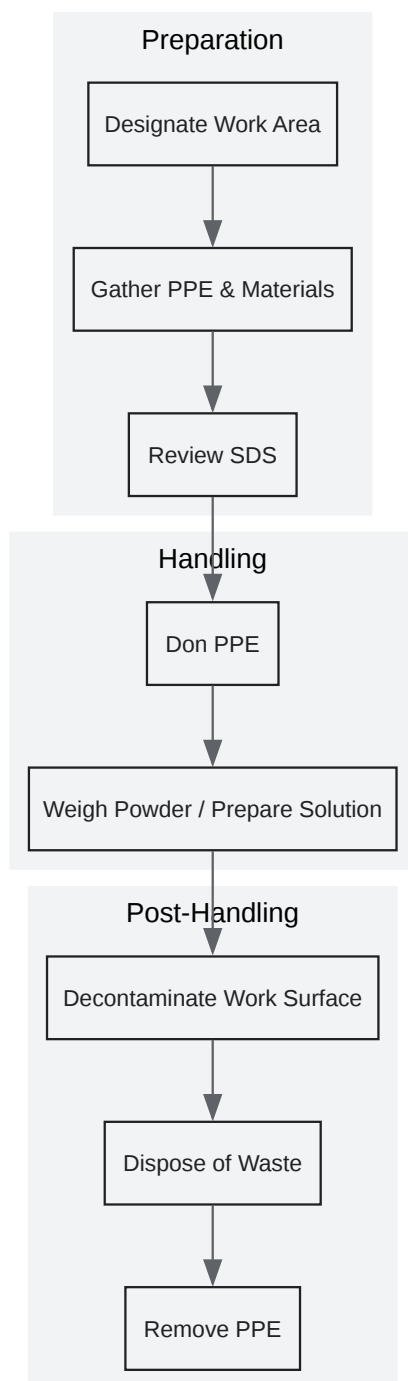 Preparation
Designate Work Area
Gather PPE & Materials
Review SDS
Handling
Don PPE
Weigh Powder / Prepare Solution
Post-Handling
Decontaminate Work Surface
Dispose of Waste
Remove PPE